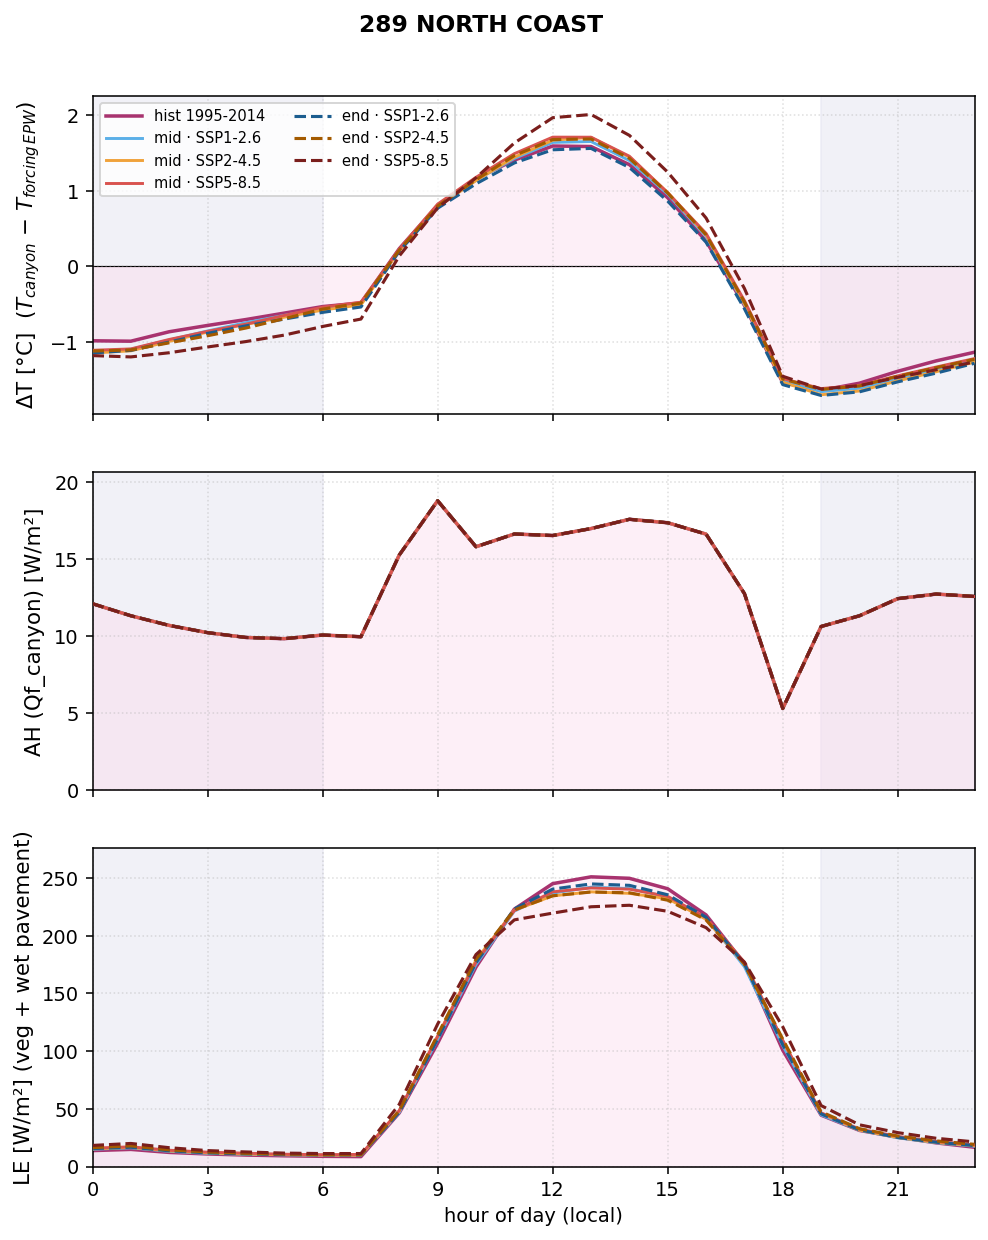 289 NORTH COAST
ΔT [°C]  (T_canyon − T_forcing EPW)
hist 1995-2014
mid · SSP1-2.6
mid · SSP2-4.5
mid · SSP5-8.5
end · SSP1-2.6
end · SSP2-4.5
end · SSP5-8.5
2
1
0
−1
AH (Qf_canyon) [W/m²]
20
15
10
5
0
LE [W/m²] (veg + wet pavement)
250
200
150
100
50
0
0 3 6 9 12 15 18 21
hour of day (local)